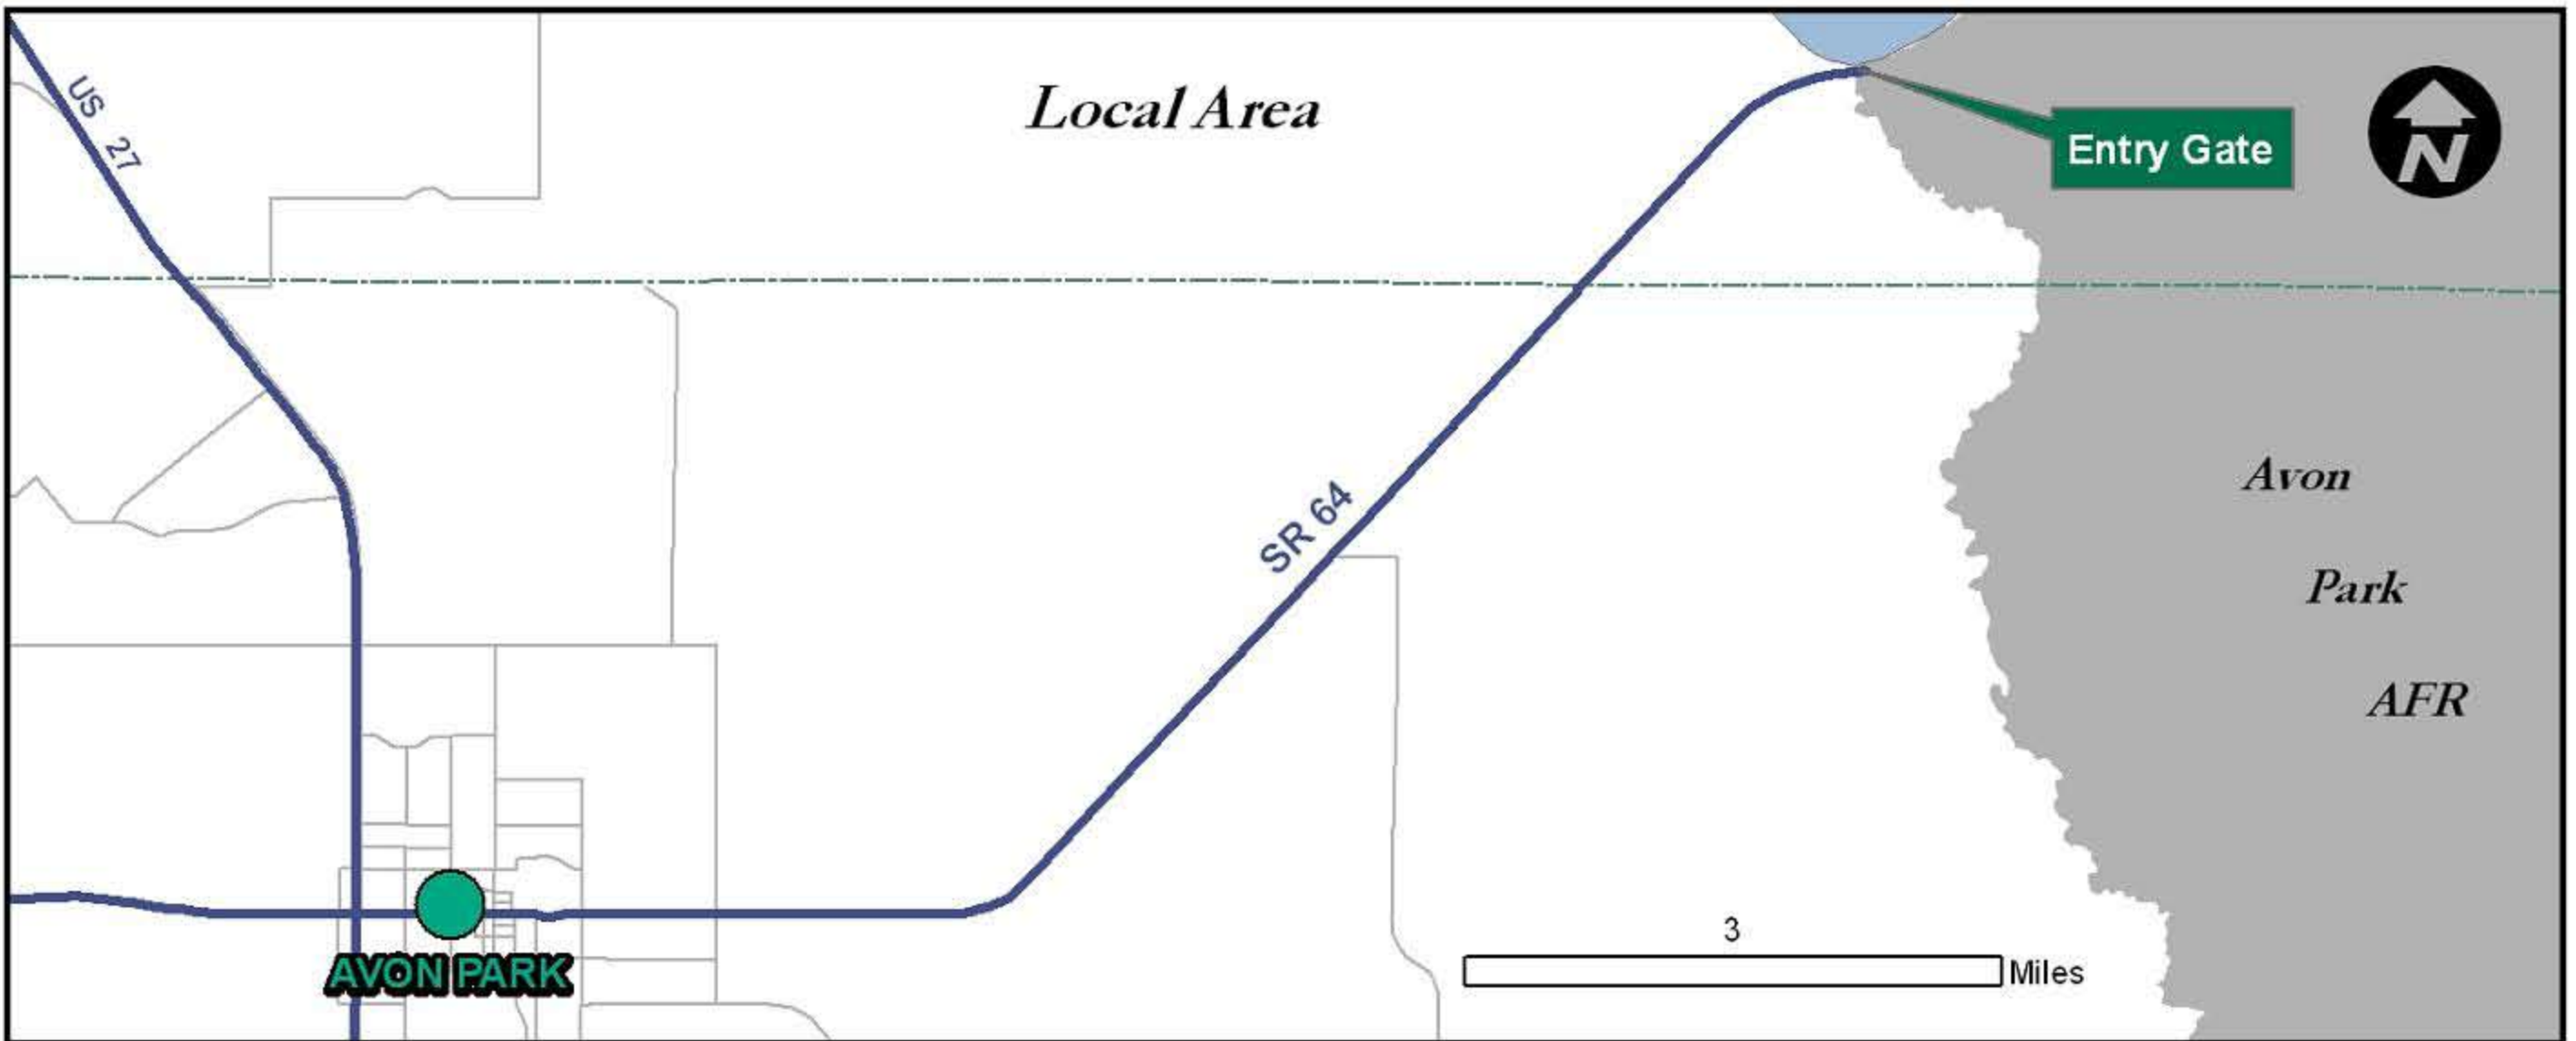 Local Area
US 27
Entry Gate
N
Avon
Park
AFR
SR 64
3
Miles
AVON PARK